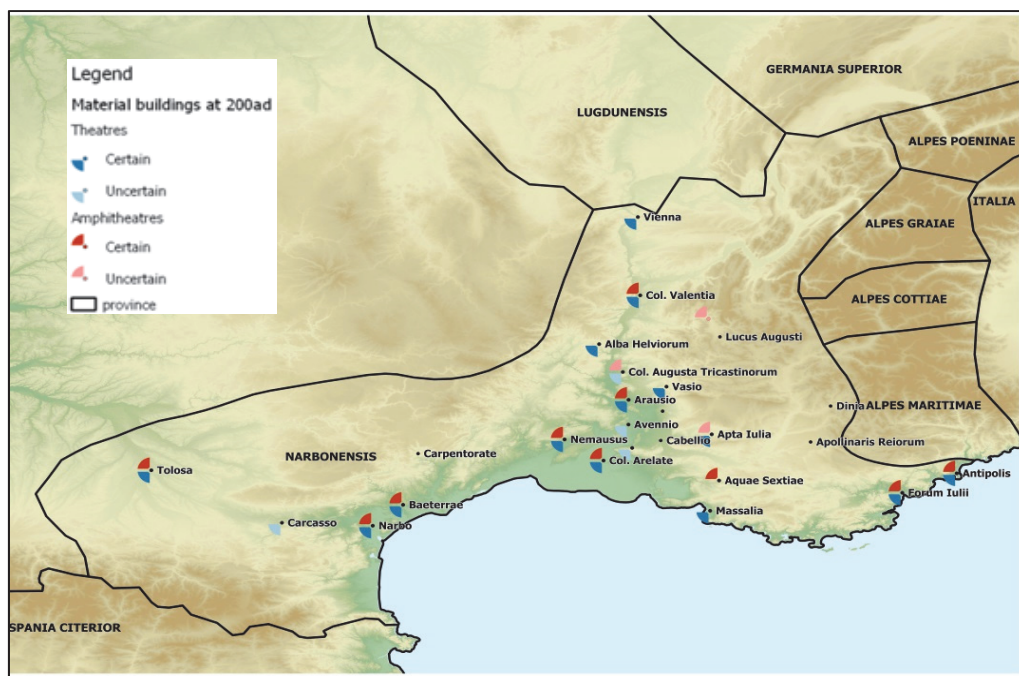 Legend
Material buildings at 200ad
Theatres
Certain
Uncertain
Amphitheatres
Certain
Uncertain
province
GERMANIA SUPERIOR
LUGDUNENSIS
ALPES POENINAE
ITALIA
ALPES GRAIAE
Vienna
Col. Valentia
ALPES COTTIAE
Lucus Augusti
Alba Helviorum
Col. Augusta Tricastinorum
Vasio
Arausio
Dinia
ALPES MARITIMAE
Avennio
Apta Iulia
Nemausus
Cabellio
Apollinaris Reiorum
NARBONENSIS
Carpentorate
Col. Arelate
Tolosa
Antipolis
Aquae Sextiae
Forum Iulii
Baeterrae
Massalia
Carcasso
Narbo
SPANIA CITERIOR